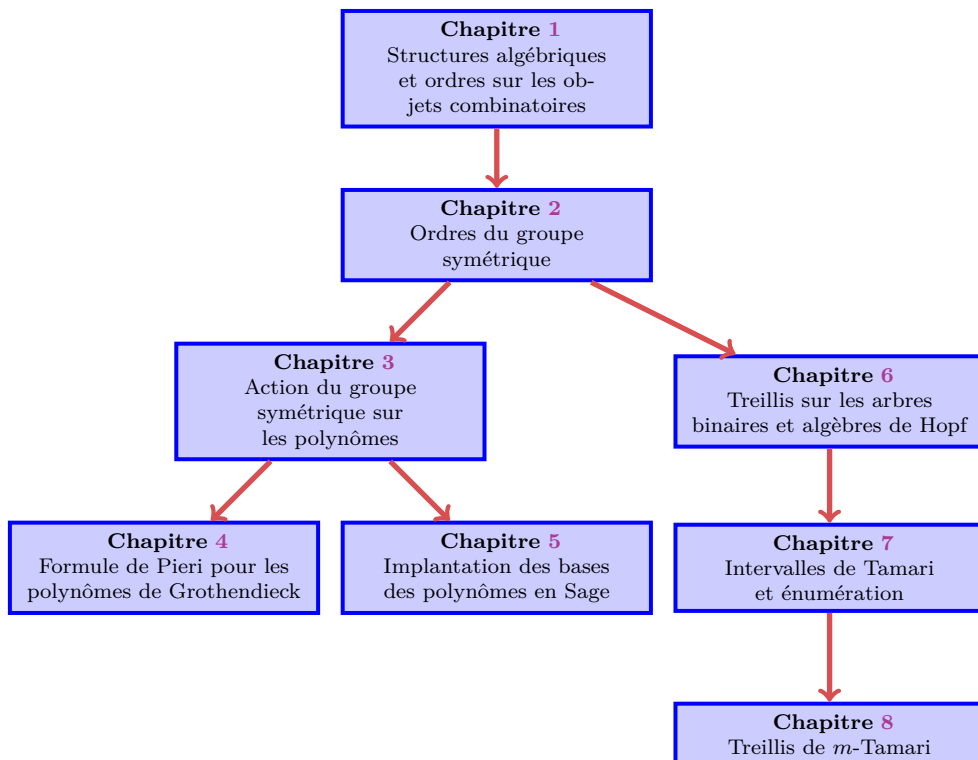 Chapitre 1
Structures algébriques
et ordres sur les ob-
jets combinatoires
Chapitre 2
Ordres du groupe
symétrique
Chapitre 3
Action du groupe
symétrique sur
les polynômes
Chapitre 6
Treillis sur les arbres
binaires et algèbres de Hopf
Chapitre 4
Formule de Pieri pour les
polynômes de Grothendieck
Chapitre 5
Implantation des bases
des polynômes en Sage
Chapitre 7
Intervalles de Tamari
et énumération
Chapitre 8
Treillis de m-Tamari